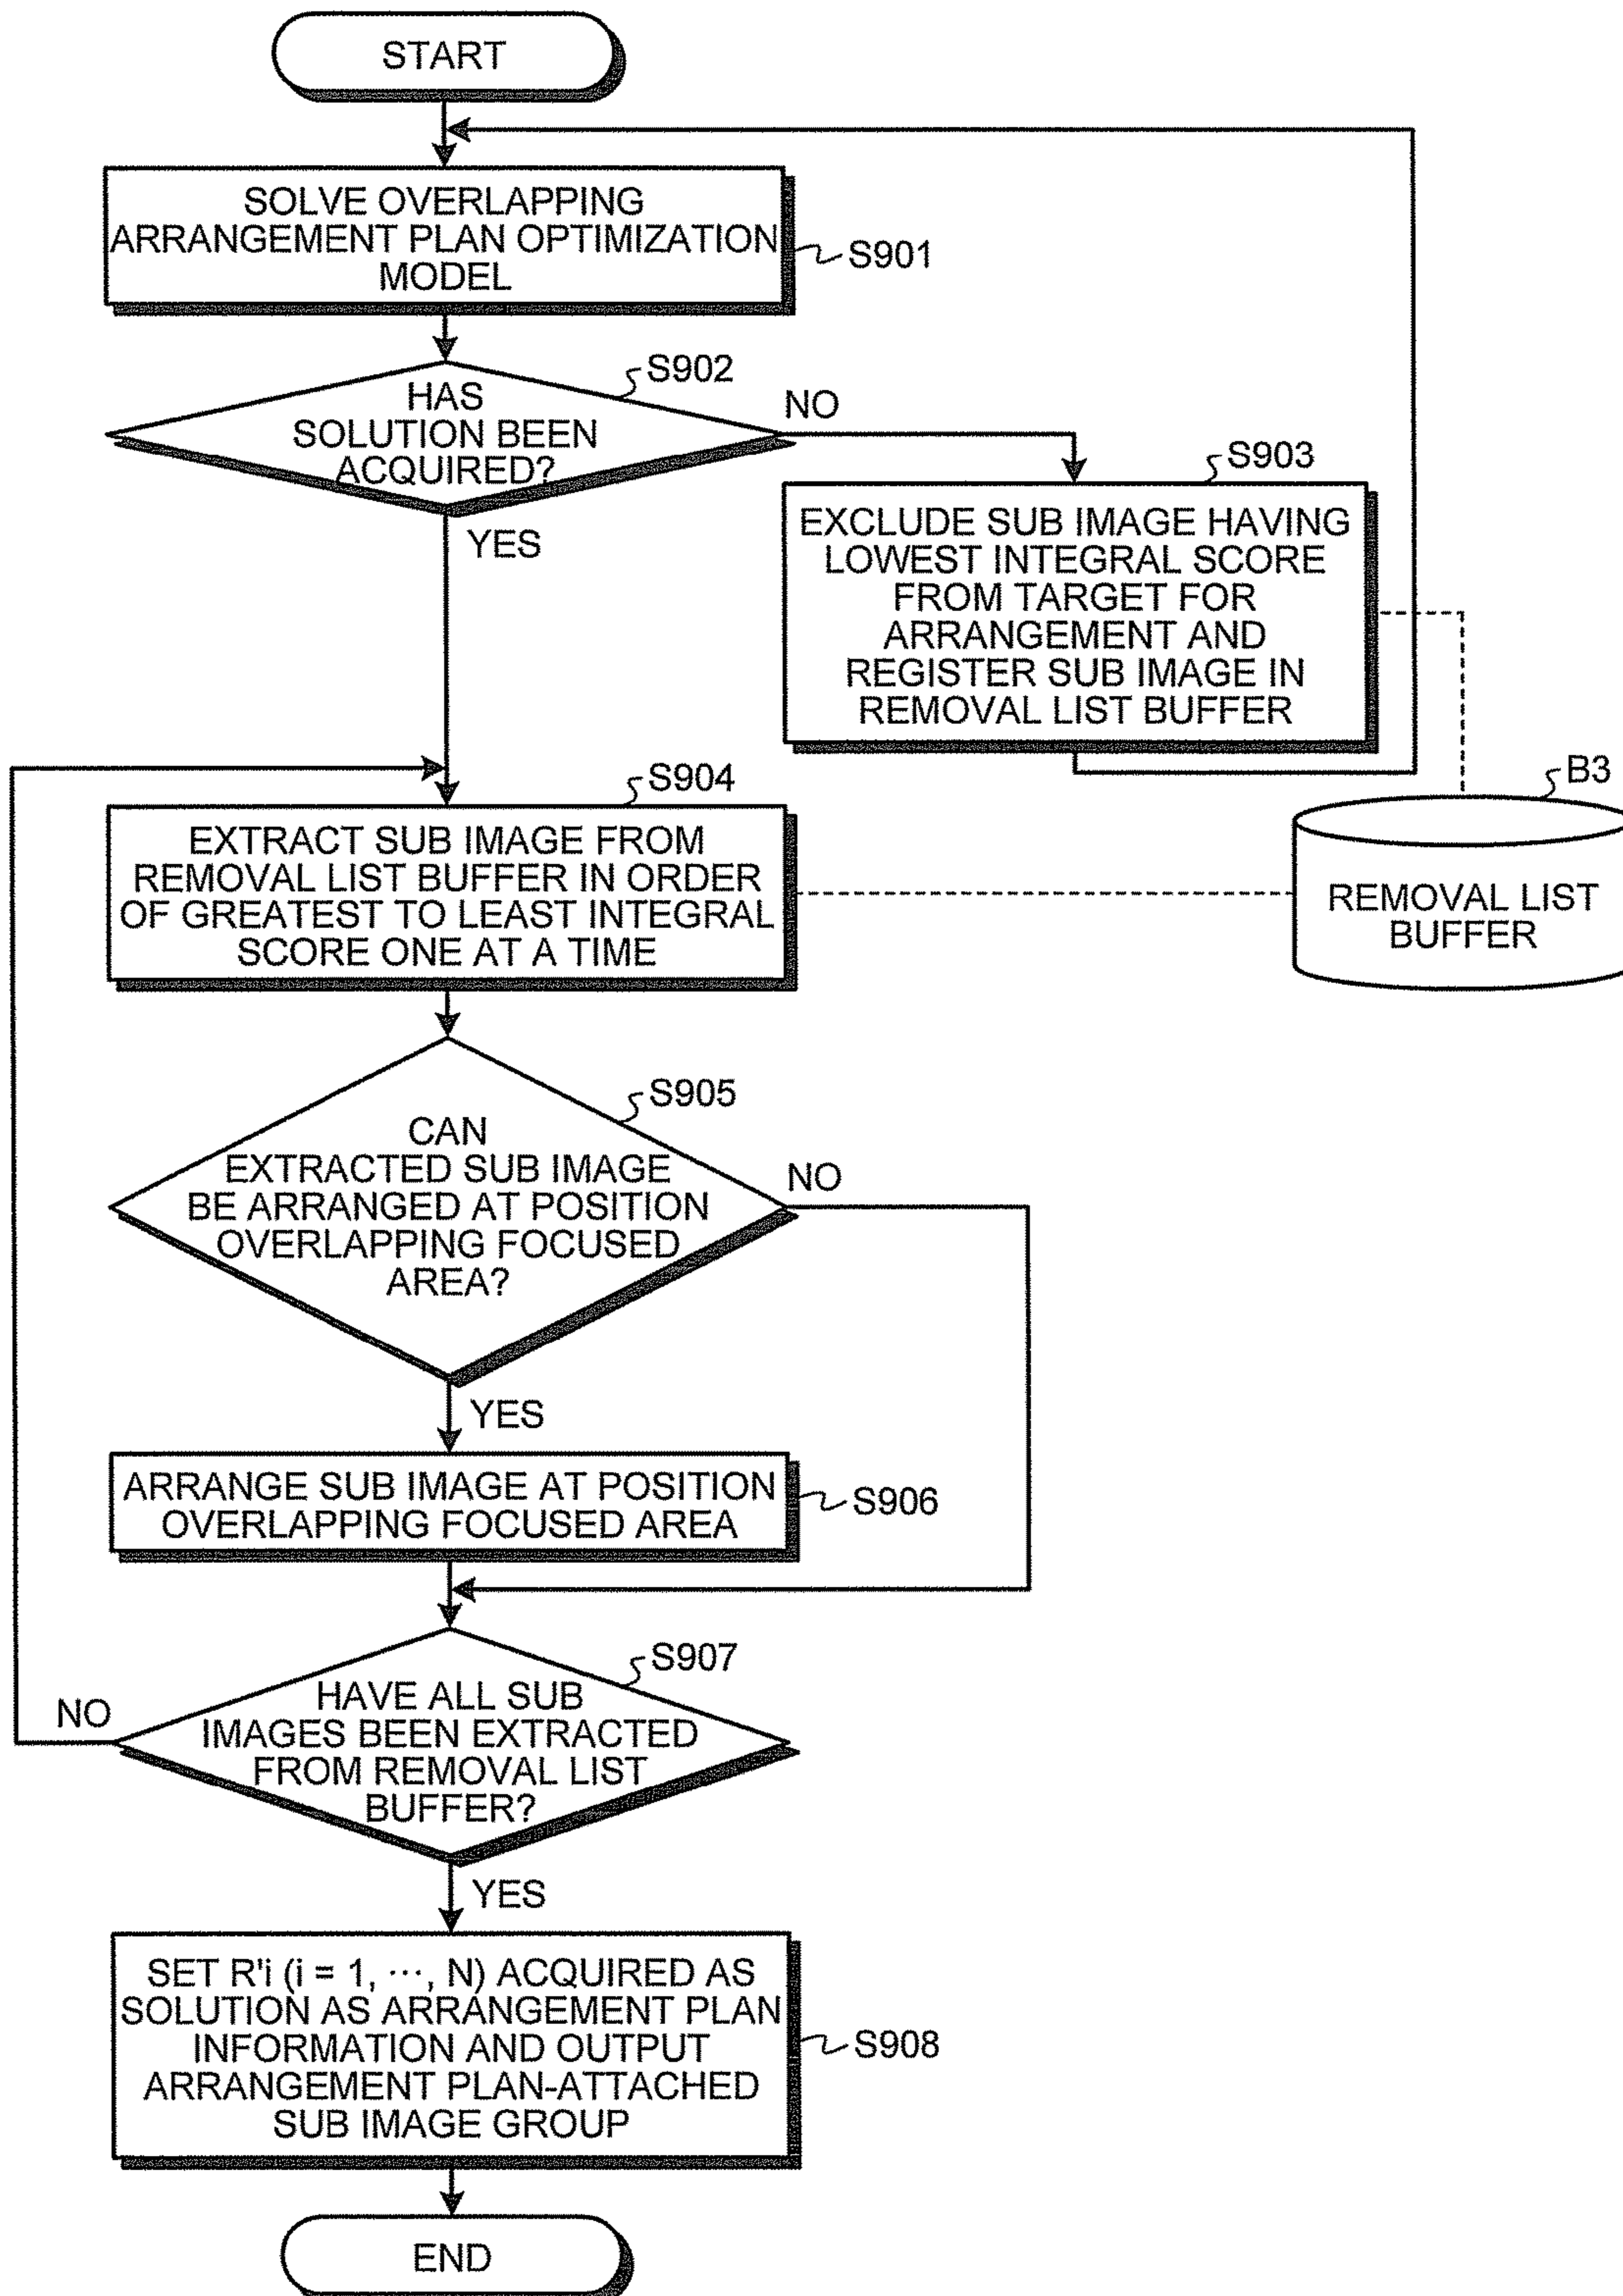 START
SOLVE OVERLAPPING
ARRANGEMENT PLAN OPTIMIZATION
MODEL
S901
S902
HAS
SOLUTION BEEN
ACQUIRED?
NO
YES
S903
EXCLUDE SUB IMAGE HAVING
LOWEST INTEGRAL SCORE
FROM TARGET FOR
ARRANGEMENT AND
REGISTER SUB IMAGE IN
REMOVAL LIST BUFFER
B3
REMOVAL LIST
BUFFER
S904
EXTRACT SUB IMAGE FROM
REMOVAL LIST BUFFER IN ORDER
OF GREATEST TO LEAST INTEGRAL
SCORE ONE AT A TIME
S905
CAN
EXTRACTED SUB IMAGE
BE ARRANGED AT POSITION
OVERLAPPING FOCUSED
AREA?
NO
YES
ARRANGE SUB IMAGE AT POSITION
OVERLAPPING FOCUSED AREA
S906
S907
HAVE ALL SUB
IMAGES BEEN EXTRACTED
FROM REMOVAL LIST
BUFFER?
NO
YES
SET R'i (i = 1, ···, N) ACQUIRED AS
SOLUTION AS ARRANGEMENT PLAN
INFORMATION AND OUTPUT
ARRANGEMENT PLAN-ATTACHED
SUB IMAGE GROUP
S908
END